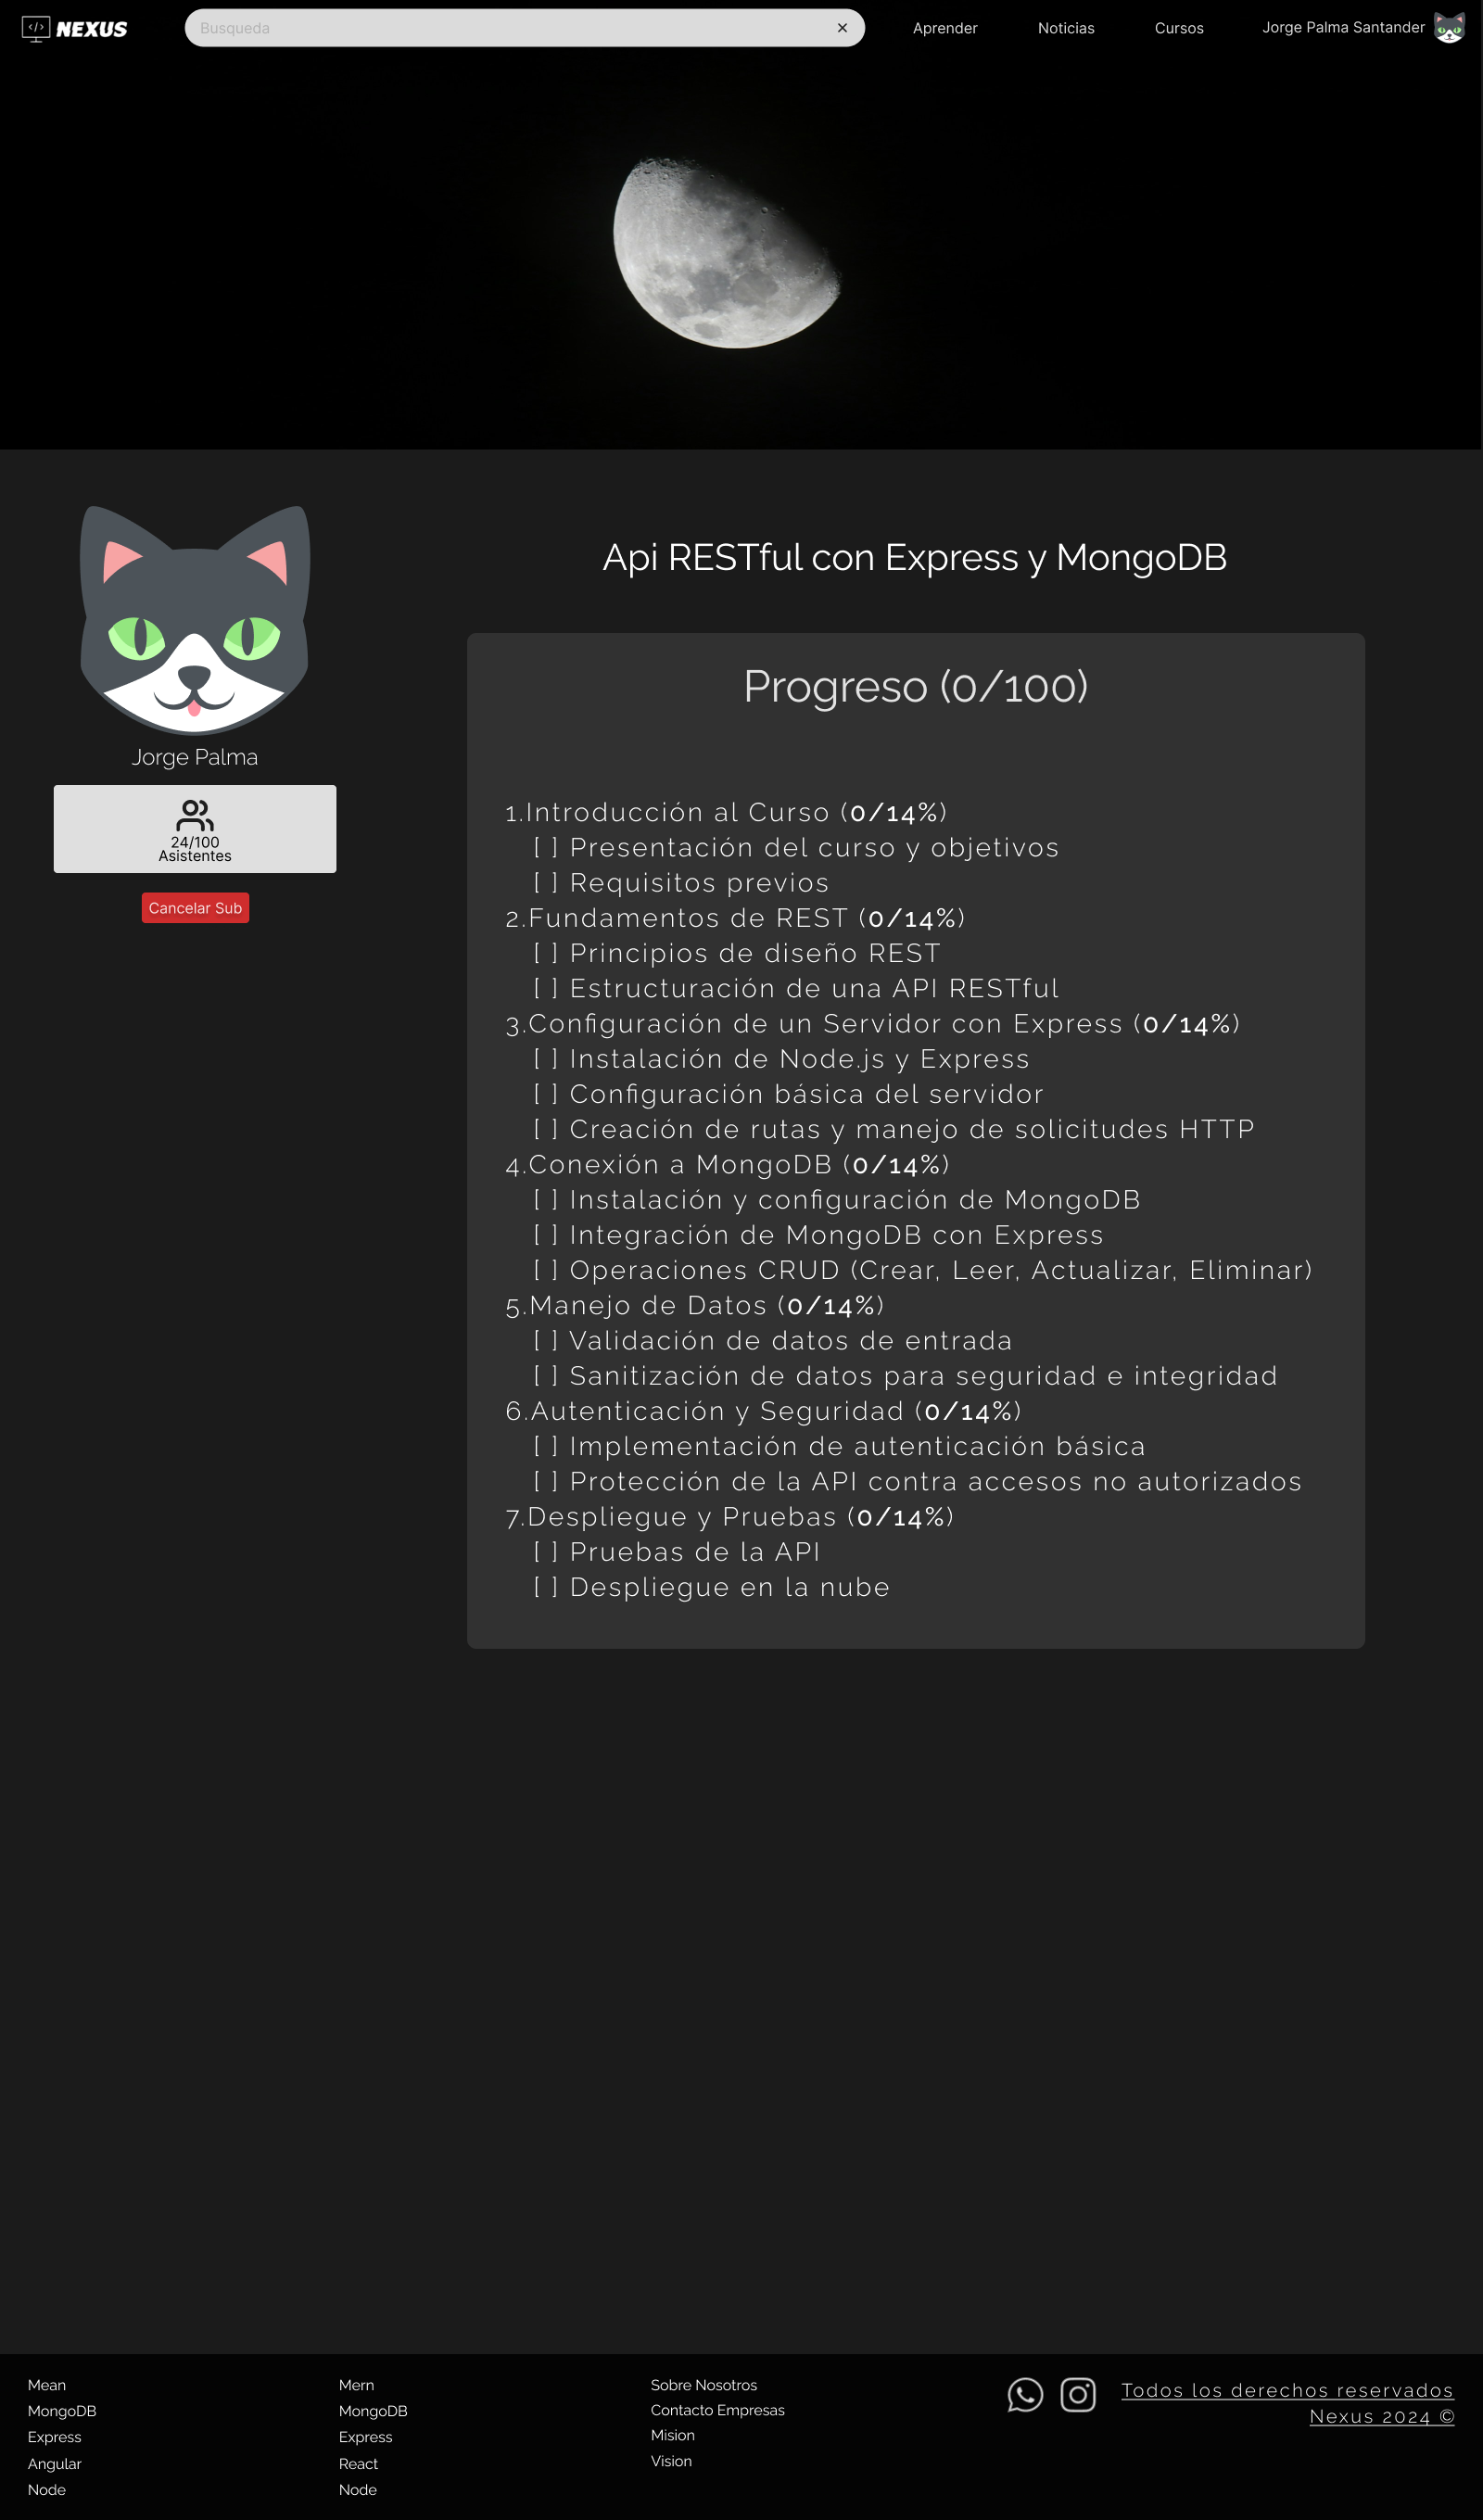 NEXUS
Busqueda
Aprender
Noticias
Cursos
Jorge Palma Santander
Api RESTful con Express y MongoDB
Jorge Palma
24/100
Asistentes
Cancelar Sub
Progreso (0/100)
1.Introducción al Curso (0/14%)
[ ] Presentación del curso y objetivos
[ ] Requisitos previos
2.Fundamentos de REST (0/14%)
[ ] Principios de diseño REST
[ ] Estructuración de una API RESTful
3.Configuración de un Servidor con Express (0/14%)
[ ] Instalación de Node.js y Express
[ ] Configuración básica del servidor
[ ] Creación de rutas y manejo de solicitudes HTTP
4.Conexión a MongoDB (0/14%)
[ ] Instalación y configuración de MongoDB
[ ] Integración de MongoDB con Express
[ ] Operaciones CRUD (Crear, Leer, Actualizar, Eliminar)
5.Manejo de Datos (0/14%)
[ ] Validación de datos de entrada
[ ] Sanitización de datos para seguridad e integridad
6.Autenticación y Seguridad (0/14%)
[ ] Implementación de autenticación básica
[ ] Protección de la API contra accesos no autorizados
7.Despliegue y Pruebas (0/14%)
[ ] Pruebas de la API
[ ] Despliegue en la nube
Mean
MongoDB
Express
Angular
Node
Mern
MongoDB
Express
React
Node
Sobre Nosotros
Contacto Empresas
Mision
Vision
Todos los derechos reservados
Nexus 2024 ©